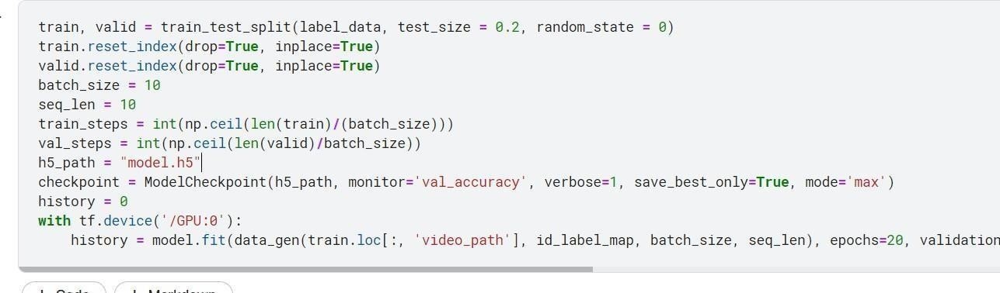 train, valid = train_test_split(label_data, test_size = 0.2, random_state = 0)
train.reset_index(drop=True, inplace=True)
valid.reset_index(drop=True, inplace=True)
batch_size = 10
seq_len = 10
train_steps = int(np.ceil(len(train)/(batch_size)))
val_steps = int(np.ceil(len(valid)/batch_size))
h5_path = "model.h5"
checkpoint = ModelCheckpoint(h5_path, monitor='val_accuracy', verbose=1, save_best_only=True, mode='max')
history = 0
with tf.device('/GPU:0'):
    history = model.fit(data_gen(train.loc[:, 'video_path'], id_label_map, batch_size, seq_len), epochs=20, validation
+ Code + Markdown